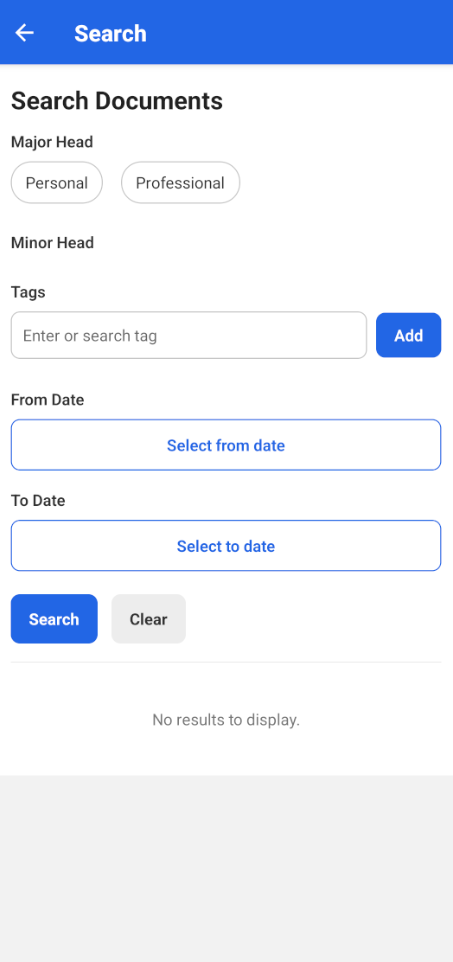 Search
Search Documents
Major Head
Personal Professional
Minor Head
Tags
Enter or search tag Add
From Date
Select from date
To Date
Select to date
Search Clear
No results to display.